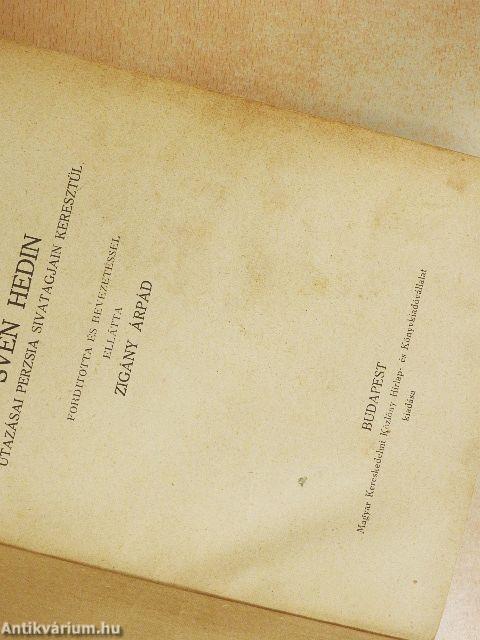 SVEN HEDIN
UTAZÁSAI PERZSIA SIVATAGJAIN KERESZTÜL
FORDITOTTA ÉS BEVEZETÉSSEL
ELLÁTTA
ZIGÁNY ÁRPÁD
BUDAPEST
Magyar Kereskedelmi Közlöny Hirlap- és Könyvkiadóvállalat
kiadása
Antikvárium.hu